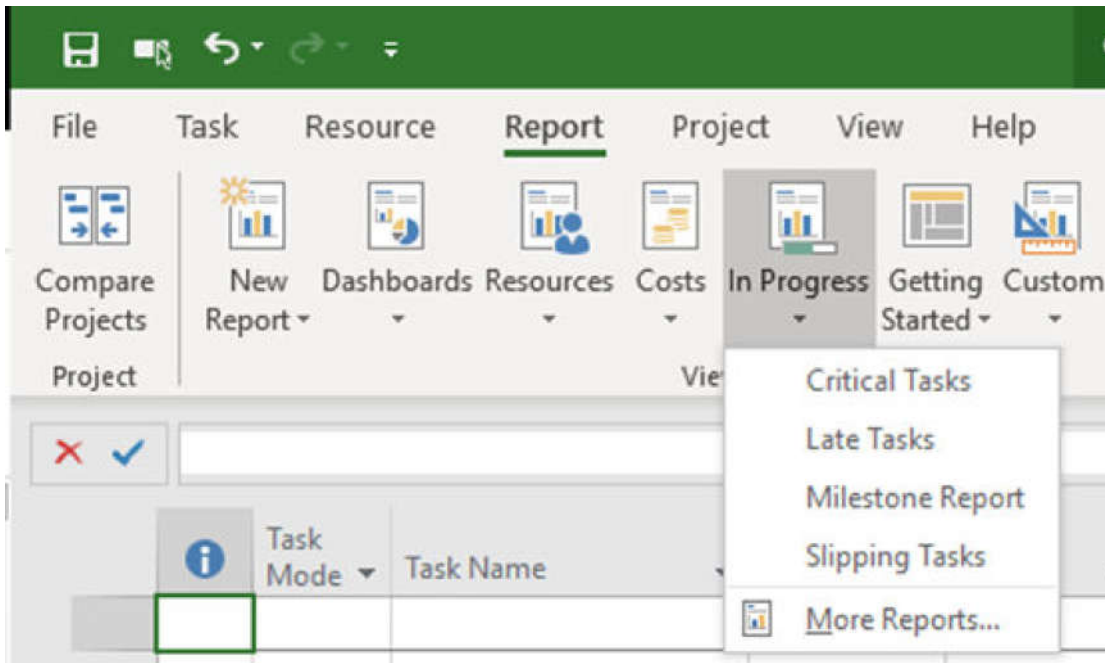 File Task Resource Report Project View Help
Compare Projects
New Report
Dashboards
Resources
Costs
In Progress
Getting Started
Custom
Project
Critical Tasks
Late Tasks
Milestone Report
Slipping Tasks
More Reports...
Task Mode
Task Name